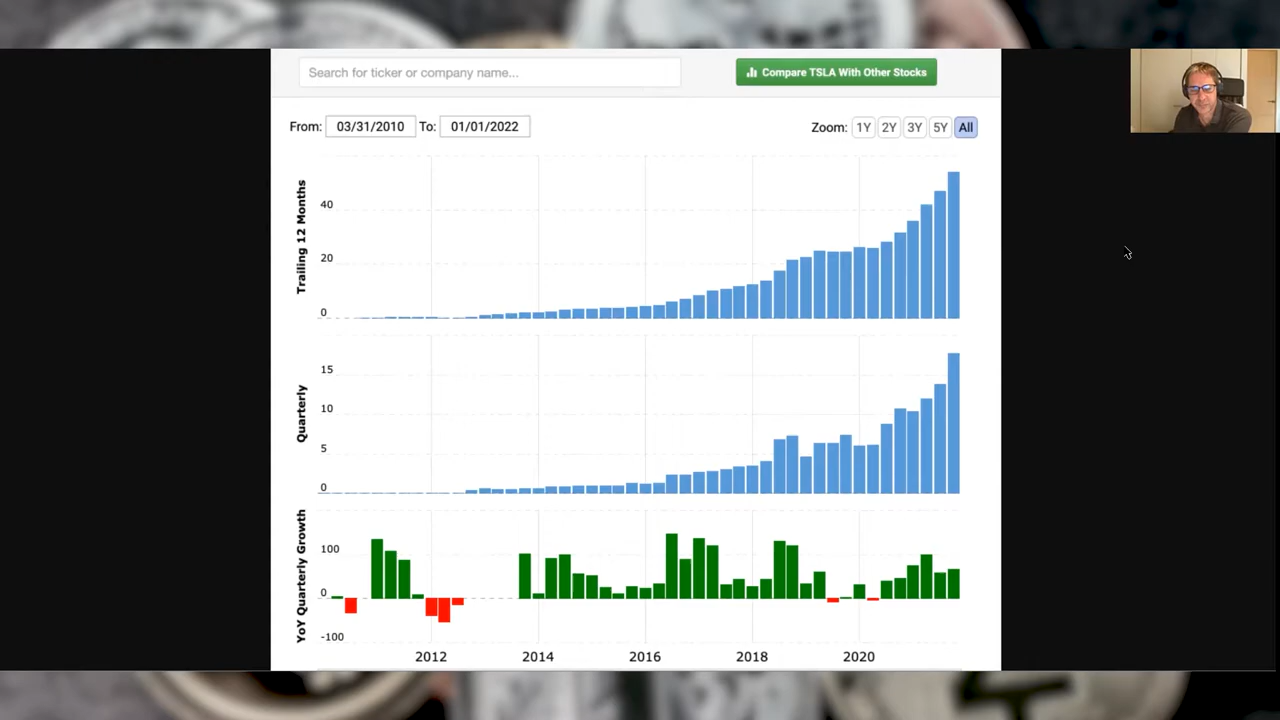 Search for ticker or company name...
Compare TSLA With Other Stocks
From: 03/31/2010 To: 01/01/2022
Zoom: 1Y 2Y 3Y 5Y All
Trailing 12 Months
40
20
0
Quarterly
15
10
5
0
YoY Quarterly Growth
100
0
-100
2012 2014 2016 2018 2020